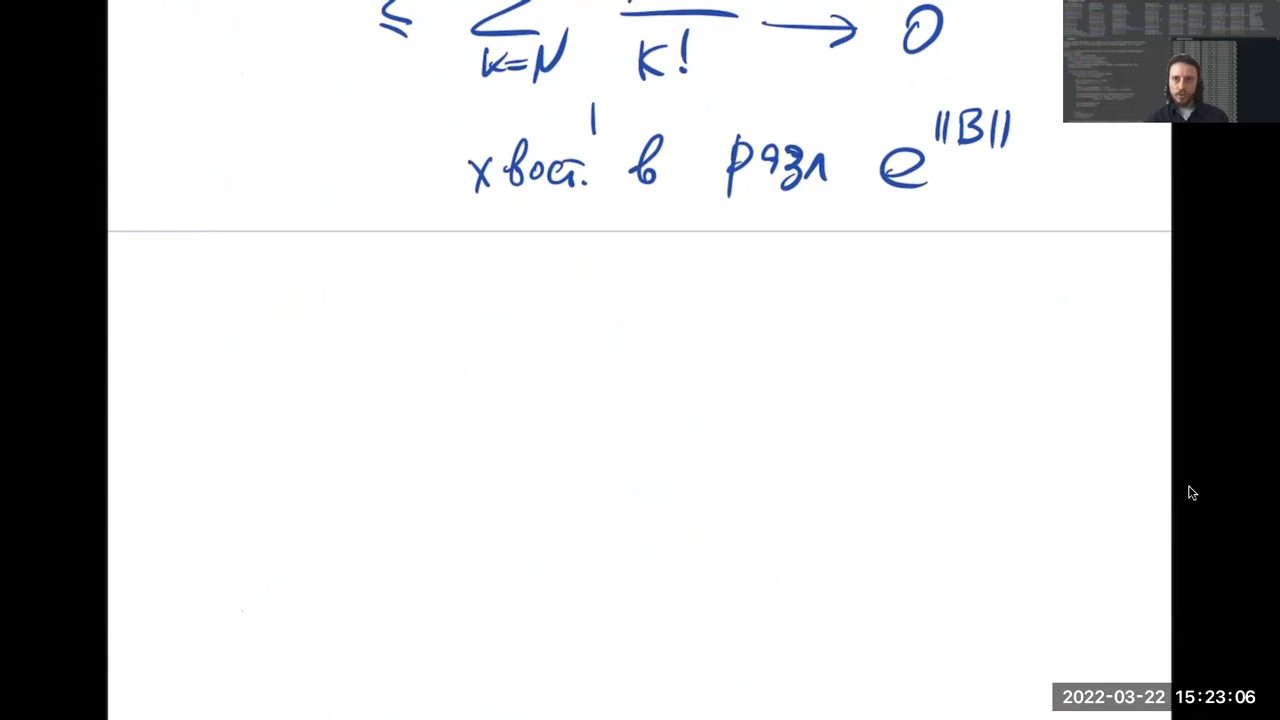 ≤ ∑ k=N k! → 0
хвост. в разл e^||B||
2022-03-22 15:23:06